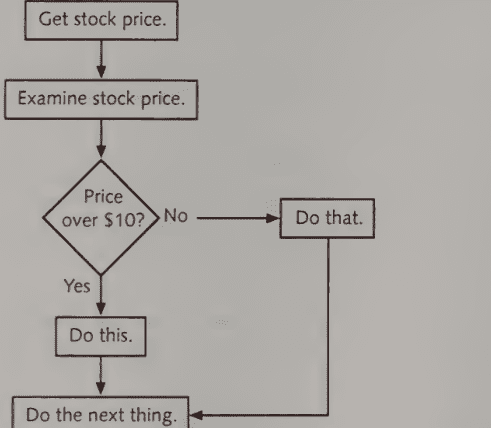 Get stock price.
Examine stock price.
Price
over $10?
No
Do that.
Yes
Do this.
Do the next thing.